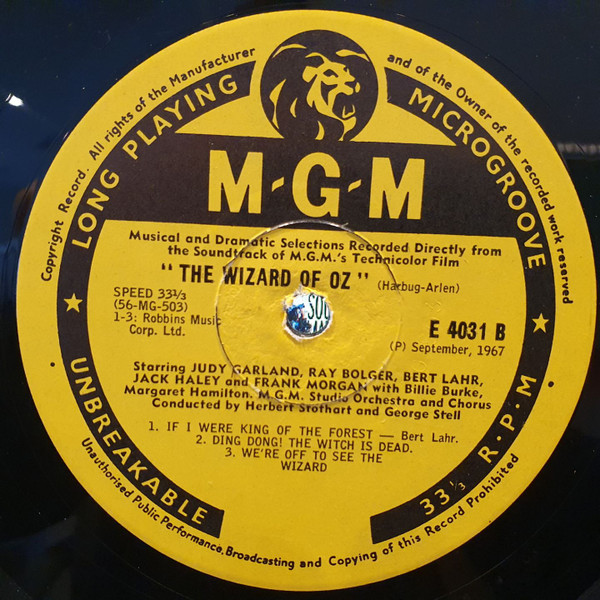 Copyright Record. All rights of the Manufacturer and of the Owner of the recorded work reserved
LONG PLAYING MICROGROOVE
M-G-M
Musical and Dramatic Selections Recorded Directly from
the Soundtrack of M.G.M.'s Technicolor Film
"THE WIZARD OF OZ" (Harbug-Arlen)
SPEED 33⅓
(56-MG-503)
1-3: Robbins Music
Corp. Ltd.
E 4031 B
(P) September, 1967
Starring JUDY GARLAND, RAY BOLGER, BERT LAHR,
JACK HALEY and FRANK MORGAN with Billie Burke,
Margaret Hamilton. M.G.M. Studio Orchestra and Chorus
Conducted by Herbert Stothart and George Stell
1. IF I WERE KING OF THE FOREST — Bert Lahr.
2. DING DONG! THE WITCH IS DEAD.
3. WE'RE OFF TO SEE THE
WIZARD
UNBREAKABLE
33⅓ R.P.M
Unauthorised Public Performance, Broadcasting and Copying of this Record Prohibited